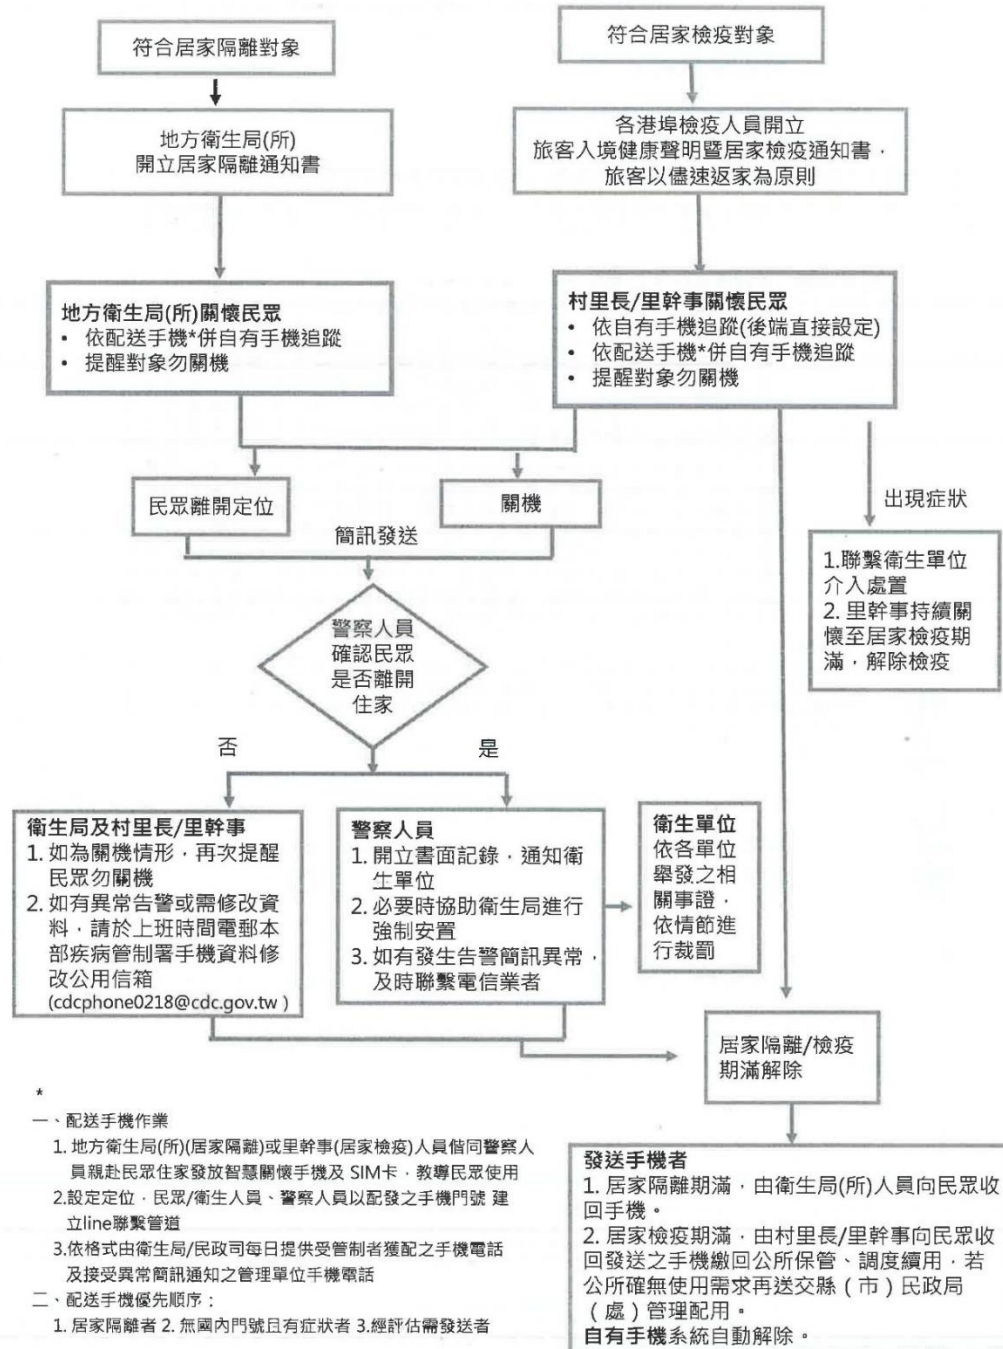 符合居家隔離對象
符合居家檢疫對象
地方衛生局(所)
開立居家隔離通知書
各港埠檢疫人員開立
旅客入境健康聲明暨居家檢疫通知書，
旅客以儘速返家為原則
地方衛生局(所)關懷民眾
• 依配送手機*併自有手機追蹤
• 提醒對象勿關機
村里長/里幹事關懷民眾
• 依自有手機追蹤(後端直接設定)
• 依配送手機*併自有手機追蹤
• 提醒對象勿關機
民眾離開定位
關機
簡訊發送
出現症狀
1.聯繫衛生單位
介入處置
2. 里幹事持續關
懷至居家檢疫期
滿，解除檢疫
警察人員
確認民眾
是否離開
住家
否
是
衛生局及村里長/里幹事
1. 如為關機情形，再次提醒
民眾勿關機
2. 如有異常告警或需修改資
料，請於上班時間電郵本
部疾病管制署手機資料修
改公用信箱
(cdcphone0218@cdc.gov.tw )
警察人員
1. 開立書面記錄，通知衛
生單位
2. 必要時協助衛生局進行
強制安置
3. 如有發生告警簡訊異常，
及時聯繫電信業者
衛生單位
依各單位
舉發之相
關事證，
依情節進
行裁罰
居家隔離/檢疫
期滿解除
*
一、配送手機作業
1. 地方衛生局(所)(居家隔離)或里幹事(居家檢疫)人員偕同警察人
員親赴民眾住家發放智慧關懷手機及 SIM卡，教導民眾使用
2.設定定位，民眾/衛生人員、警察人員以配發之手機門號 建
立line聯繫管道
3.依格式由衛生局/民政司每日提供受管制者獲配之手機電話
及接受異常簡訊通知之管理單位手機電話
二、配送手機優先順序：
1. 居家隔離者 2. 無國內門號且有症狀者 3.經評估需發送者
發送手機者
1. 居家隔離期滿，由衛生局(所)人員向民眾收
回手機。
2. 居家檢疫期滿，由村里長/里幹事向民眾收
回發送之手機繳回公所保管、調度續用，若
公所確無使用需求再送交縣（市）民政局
（處）管理配用。
自有手機系統自動解除。